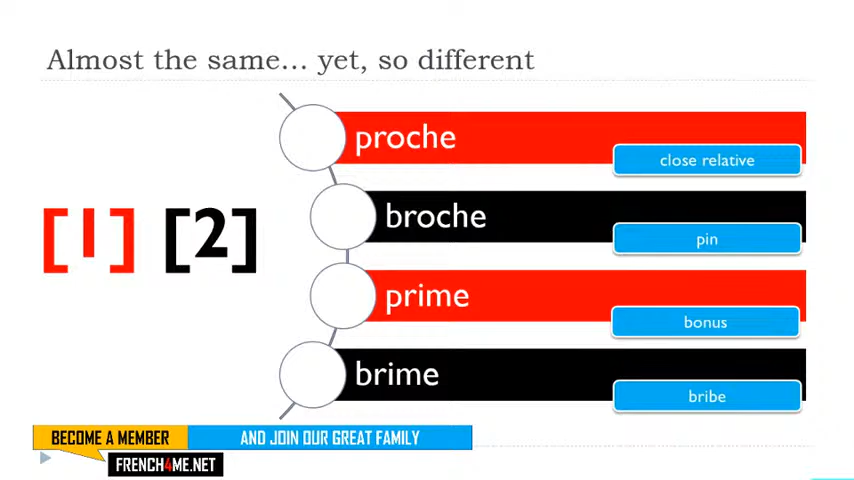 Almost the same... yet, so different
[1] [2]
proche
close relative
broche
pin
prime
bonus
brime
bribe
BECOME A MEMBER
AND JOIN OUR GREAT FAMILY
FRENCH4ME.NET